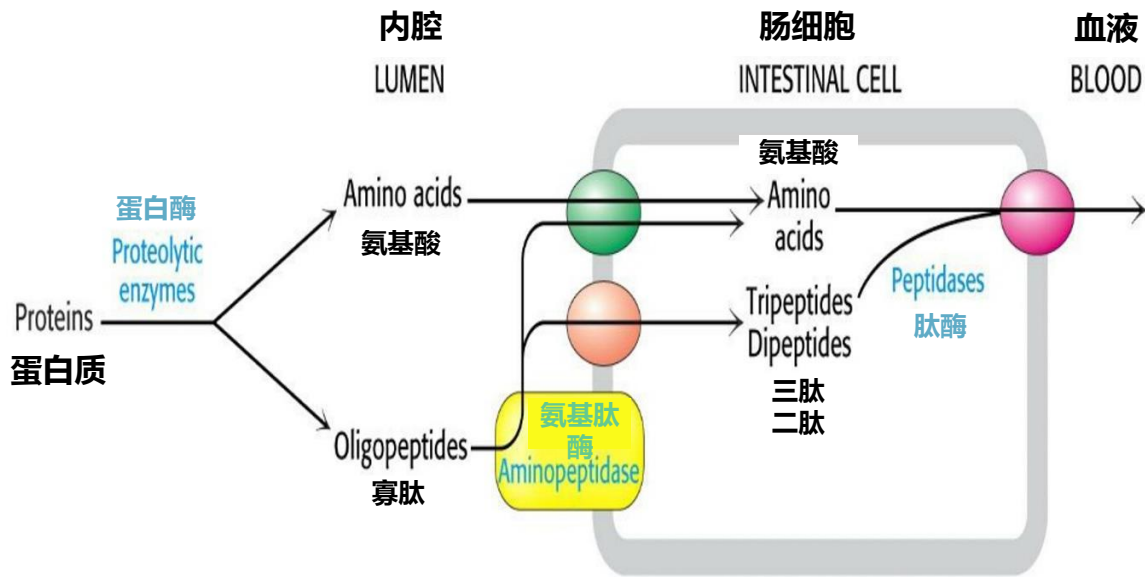 内腔
LUMEN
肠细胞
INTESTINAL CELL
血液
BLOOD
蛋白酶
Proteolytic
enzymes
Proteins
蛋白质
Amino acids
氨基酸
Oligopeptides
寡肽
氨基肽
酶
Aminopeptidase
氨基酸
Amino
acids
Tripeptides
Dipeptides
三肽
二肽
Peptidases
肽酶